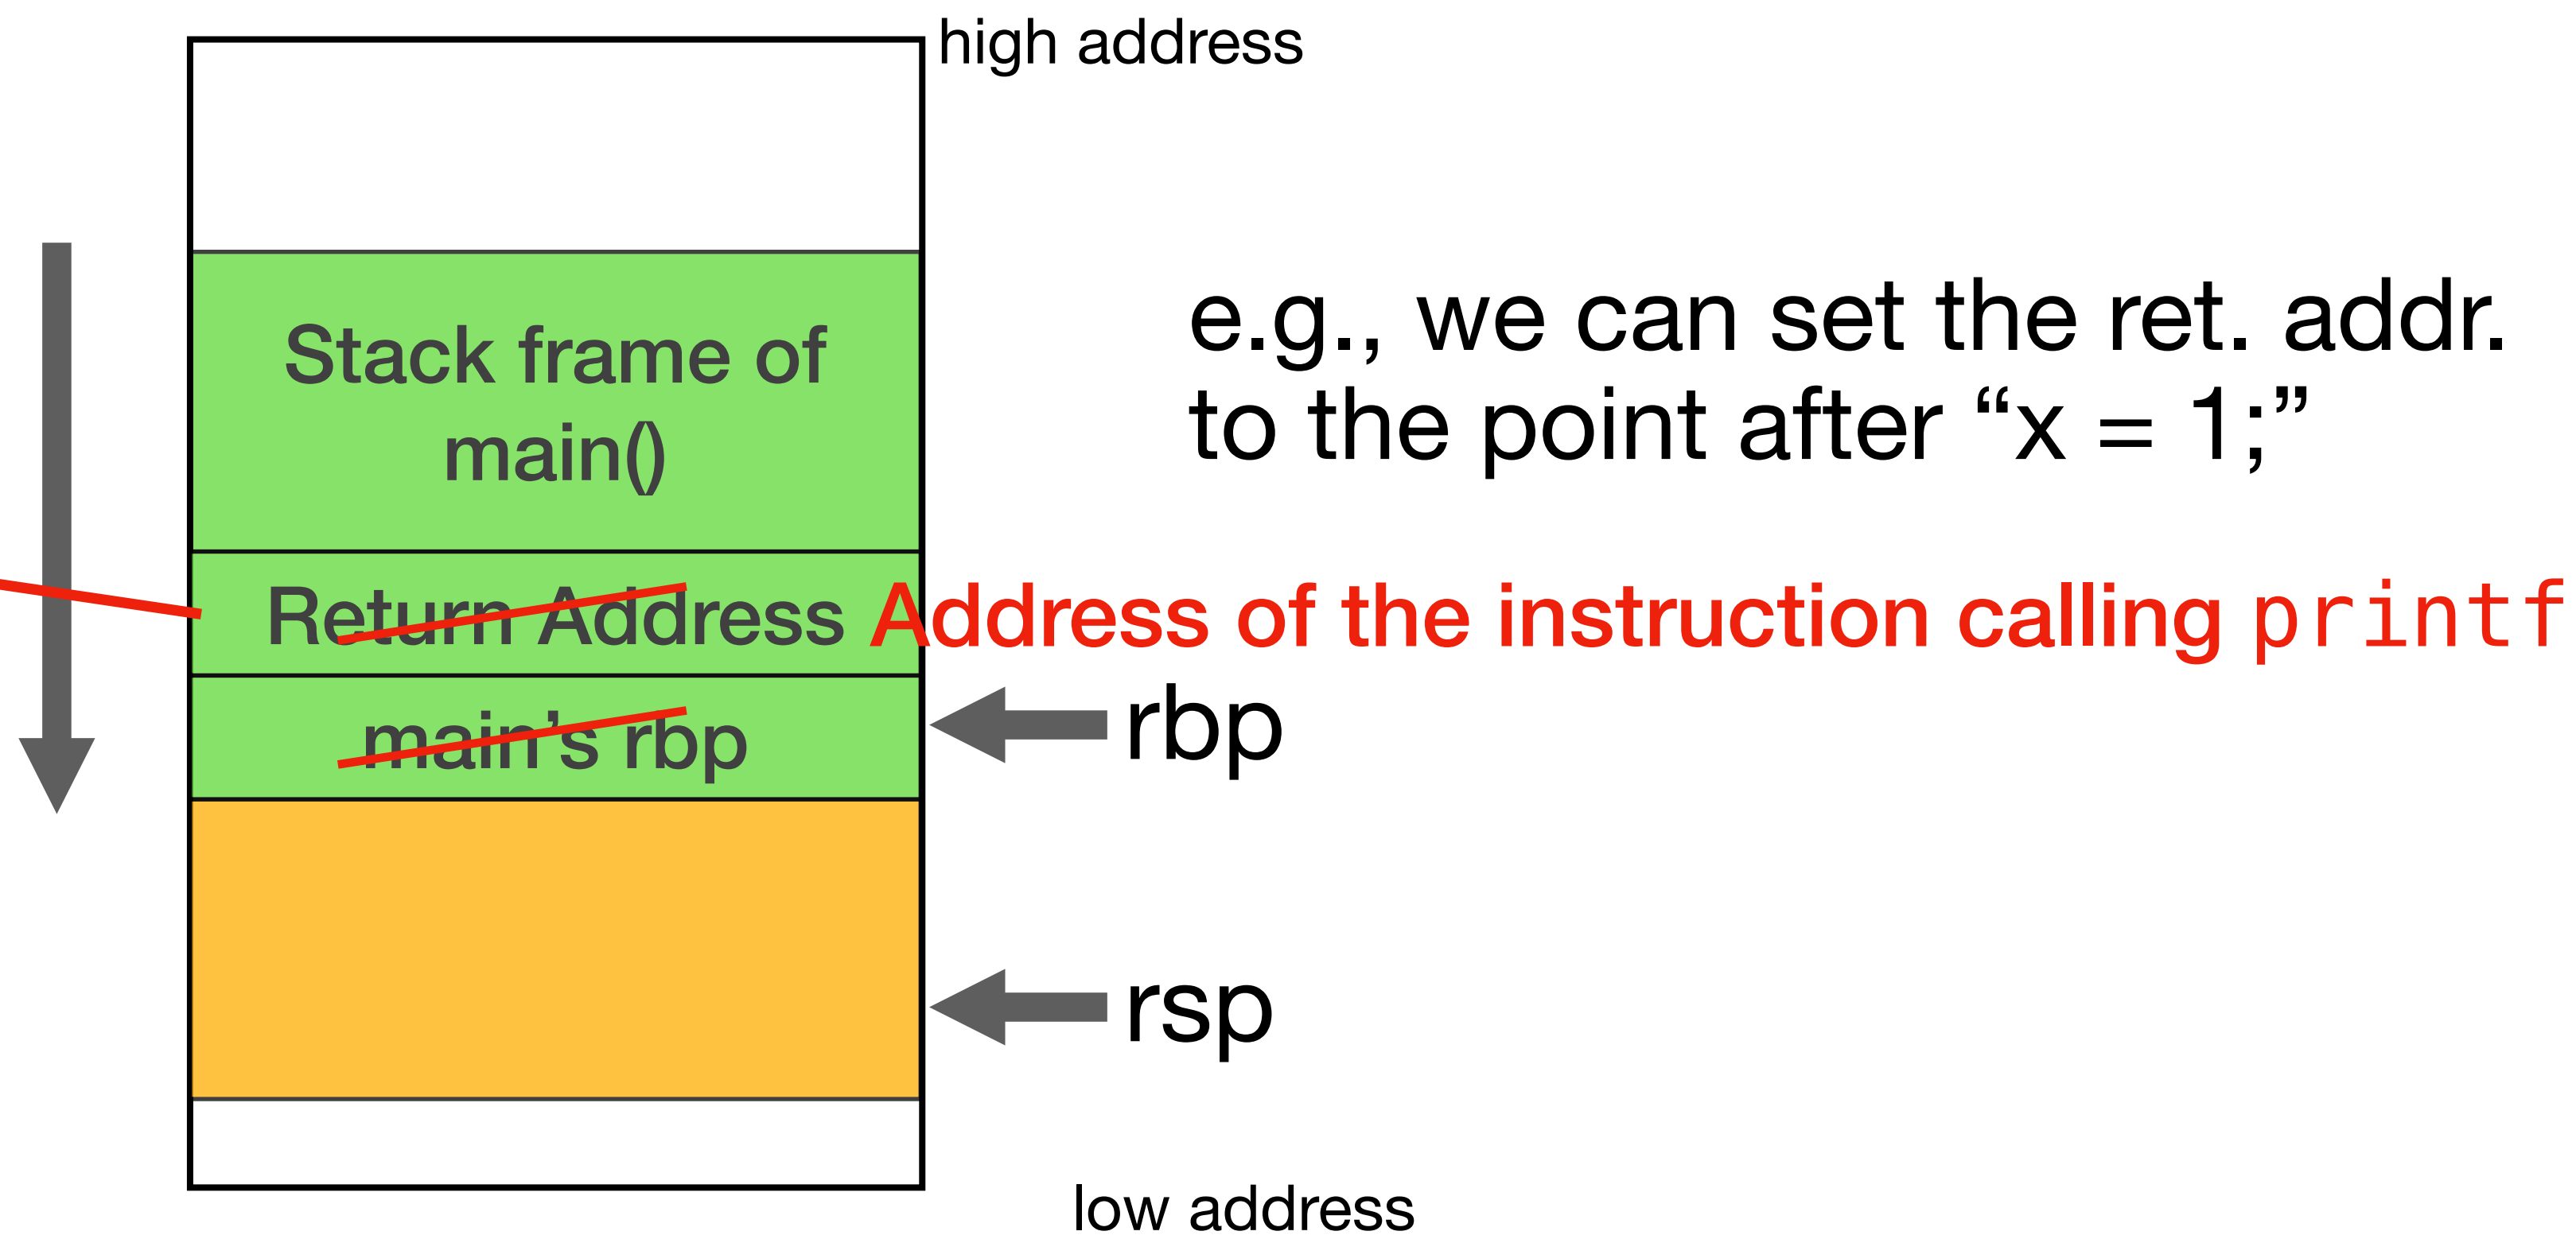 high address
Stack frame of
main()
e.g., we can set the ret. addr.
to the point after “x = 1;”
Return Address Address of the instruction calling printf
main’s rbp
rbp
rsp
low address